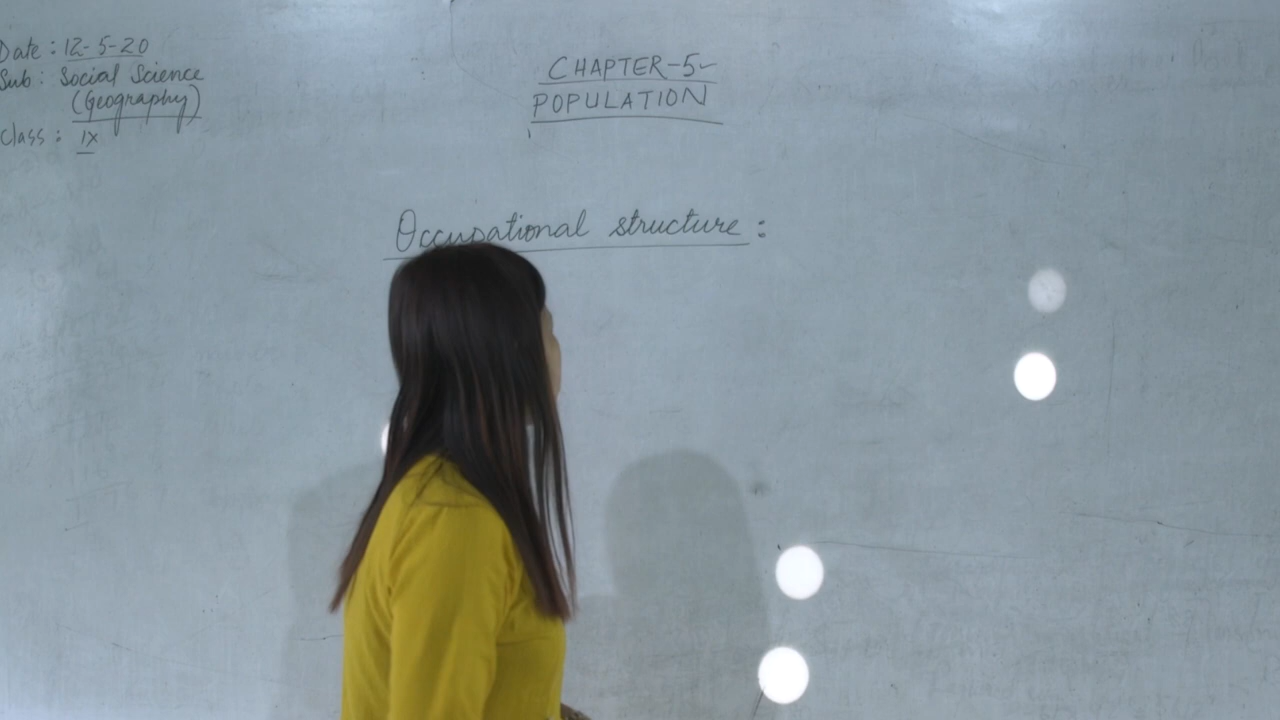 Date : 12-5-20
Sub : Social Science
(Geography)
Class : IX
CHAPTER-5
POPULATION
Occupational structure :